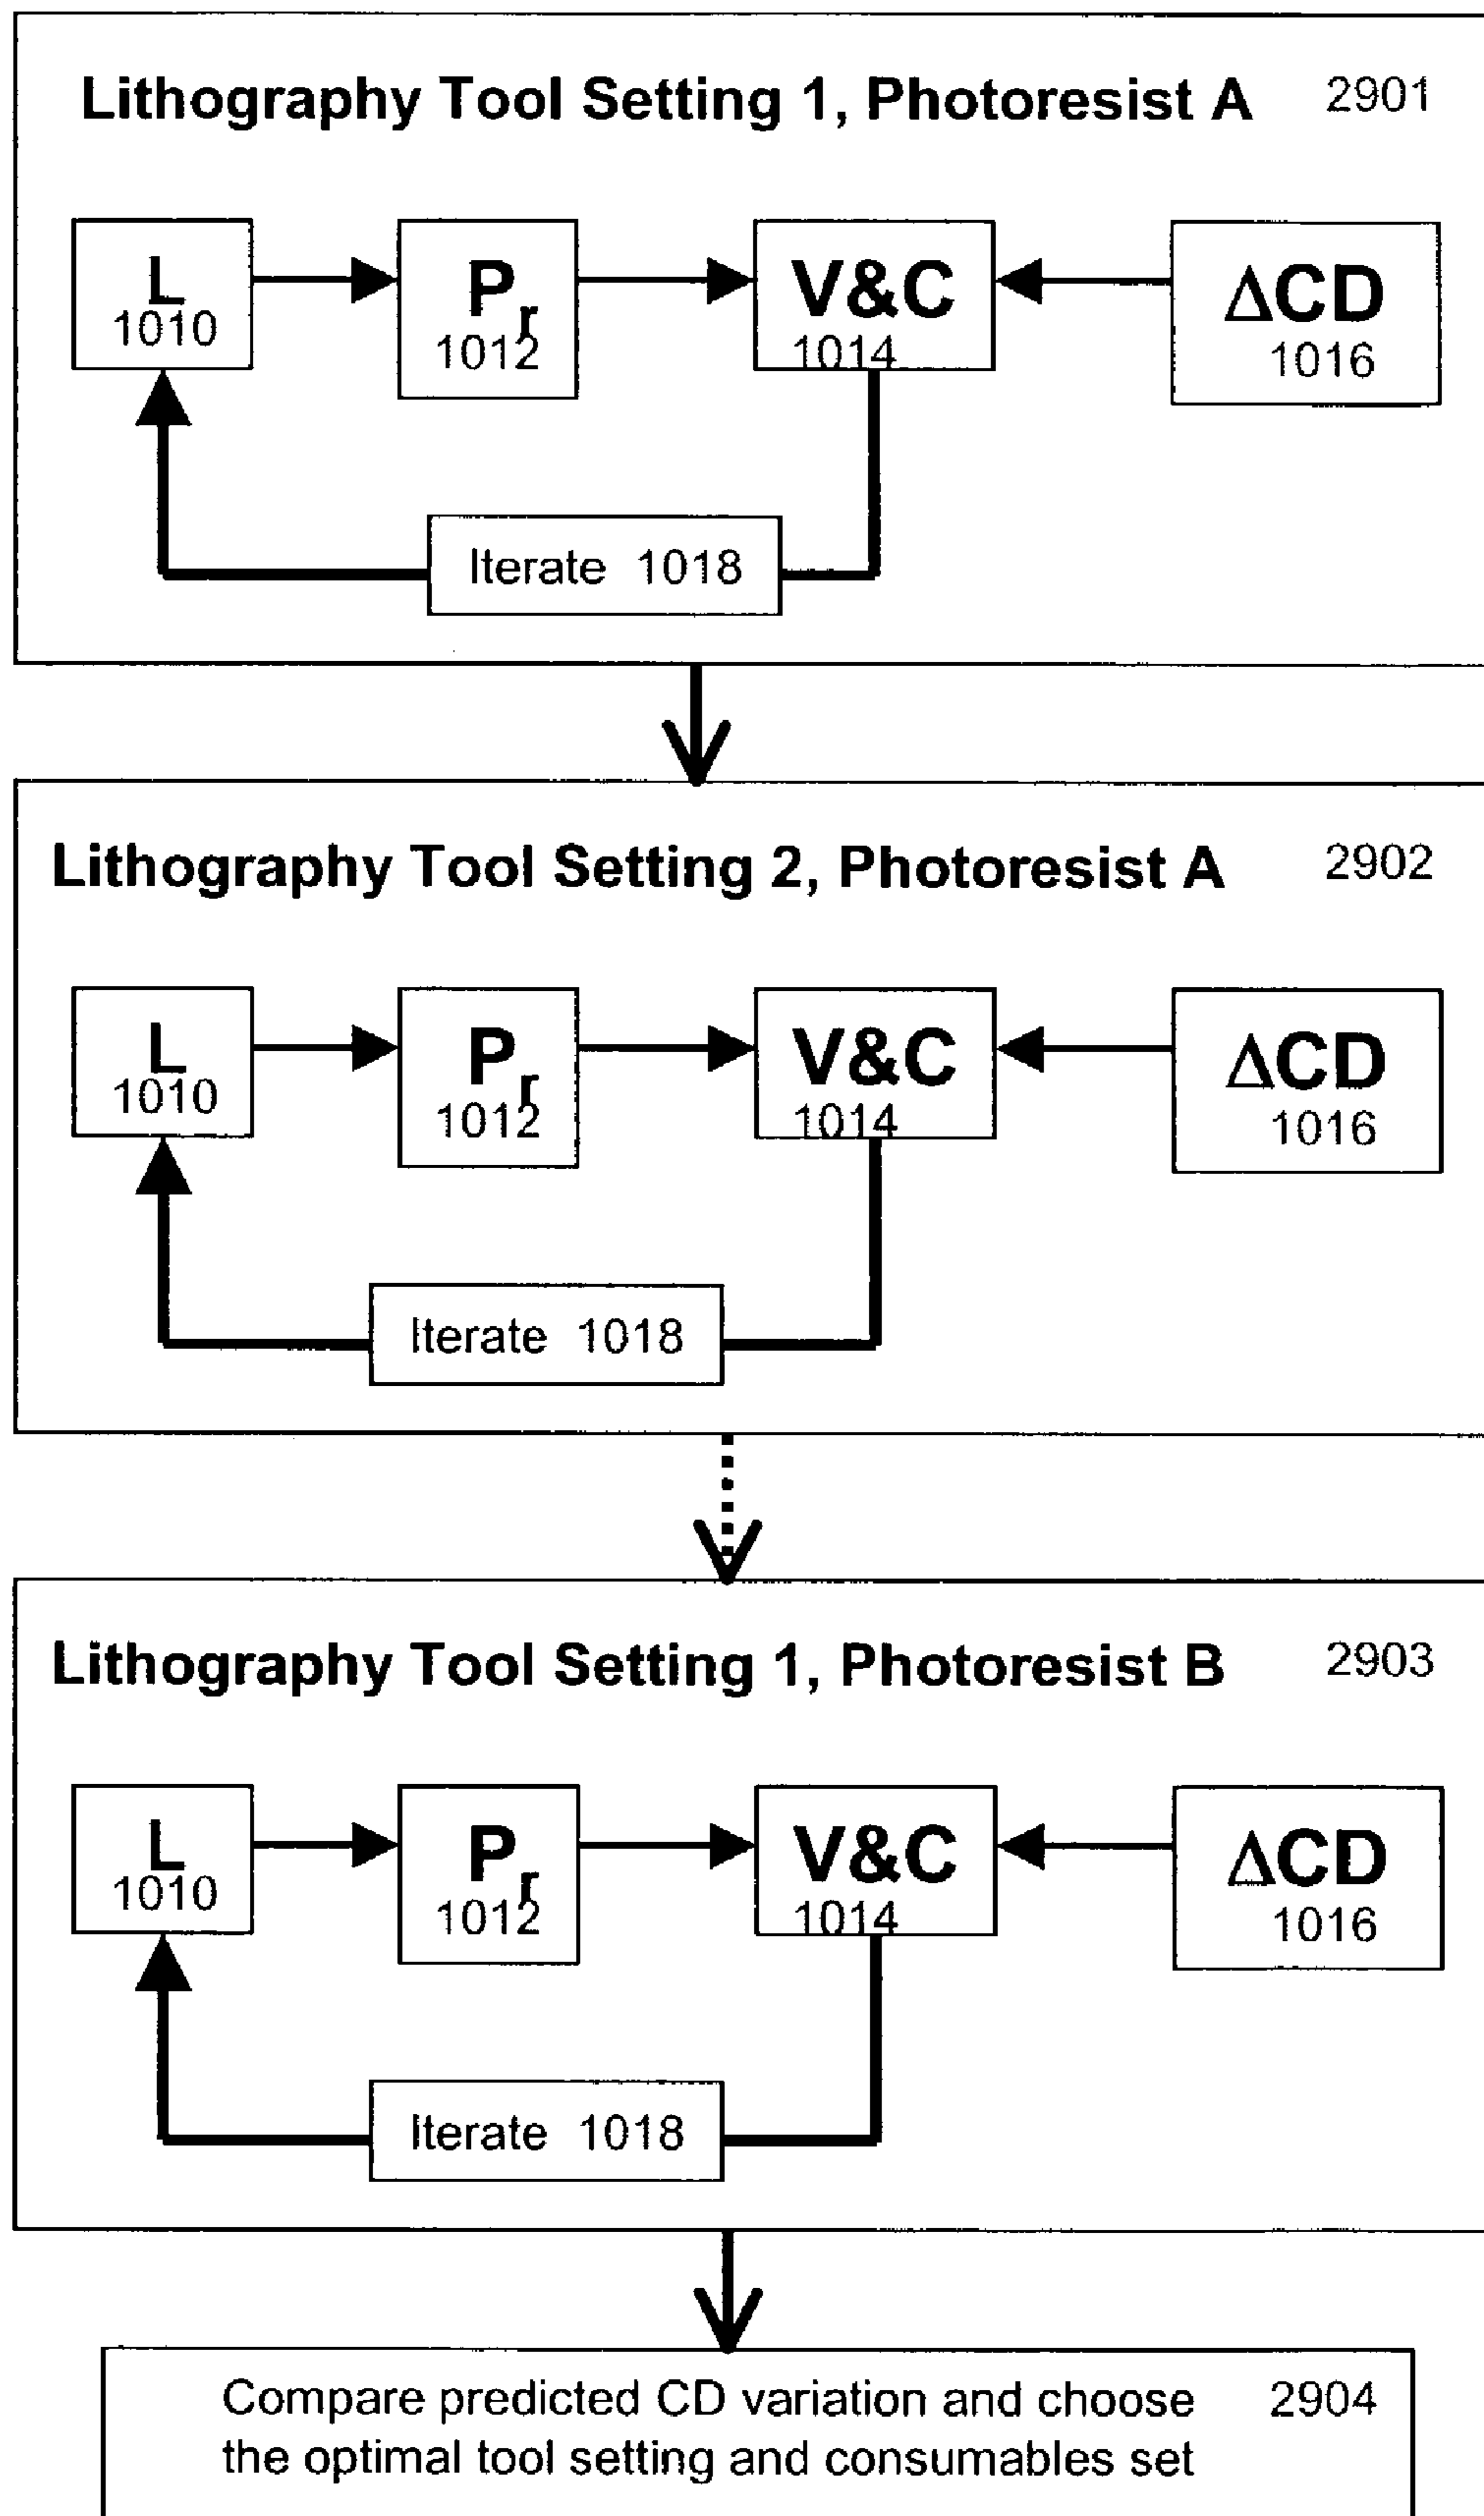 Lithography Tool Setting 1, Photoresist A 2901
L
1010
Pr
1012
V&C
1014
ΔCD
1016
Iterate 1018
Lithography Tool Setting 2, Photoresist A 2902
L
1010
Pr
1012
V&C
1014
ΔCD
1016
Iterate 1018
Lithography Tool Setting 1, Photoresist B 2903
L
1010
Pr
1012
V&C
1014
ΔCD
1016
Iterate 1018
Compare predicted CD variation and choose 2904
the optimal tool setting and consumables set